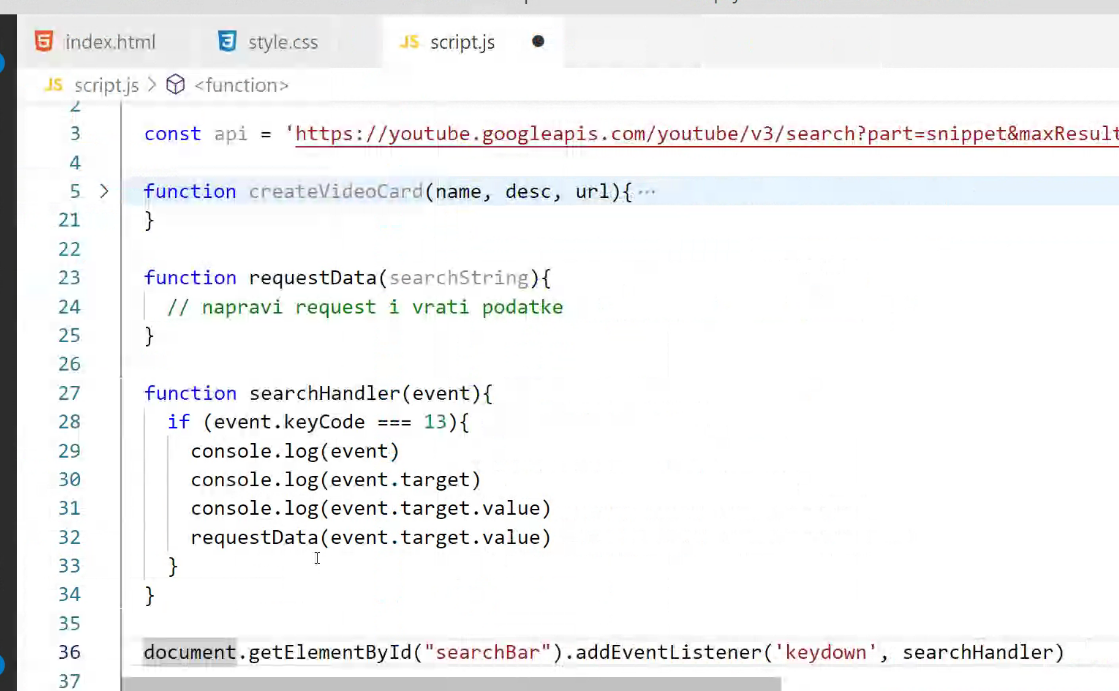 index.html
style.css
JS script.js
JS script.js > <function>
2
3 const api = 'https://youtube.googleapis.com/youtube/v3/search?part=snippet&maxResult
4
5 > function createVideoCard(name, desc, url){ ···
21 }
22
23 function requestData(searchString){
24 // napravi request i vrati podatke
25 }
26
27 function searchHandler(event){
28 if (event.keyCode === 13){
29 console.log(event)
30 console.log(event.target)
31 console.log(event.target.value)
32 requestData(event.target.value)
33 }
34 }
35
36 document.getElementById("searchBar").addEventListener('keydown', searchHandler)
37